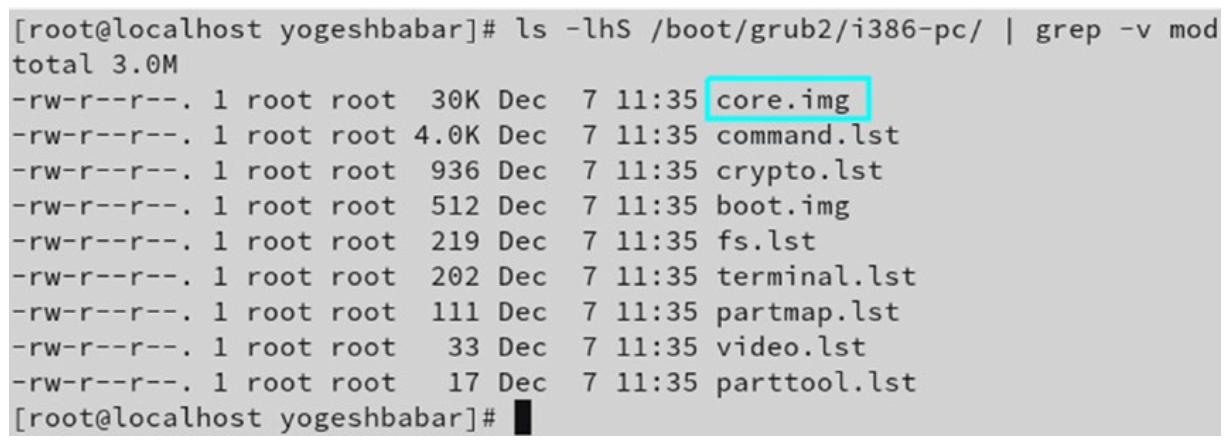 [root@localhost yogeshbabar]# ls -lhS /boot/grub2/i386-pc/ | grep -v mod
total 3.0M
-rw-r--r--. 1 root root  30K Dec  7 11:35 core.img
-rw-r--r--. 1 root root 4.0K Dec  7 11:35 command.lst
-rw-r--r--. 1 root root  936 Dec  7 11:35 crypto.lst
-rw-r--r--. 1 root root  512 Dec  7 11:35 boot.img
-rw-r--r--. 1 root root  219 Dec  7 11:35 fs.lst
-rw-r--r--. 1 root root  202 Dec  7 11:35 terminal.lst
-rw-r--r--. 1 root root  111 Dec  7 11:35 partmap.lst
-rw-r--r--. 1 root root   33 Dec  7 11:35 video.lst
-rw-r--r--. 1 root root   17 Dec  7 11:35 parttool.lst
[root@localhost yogeshbabar]#